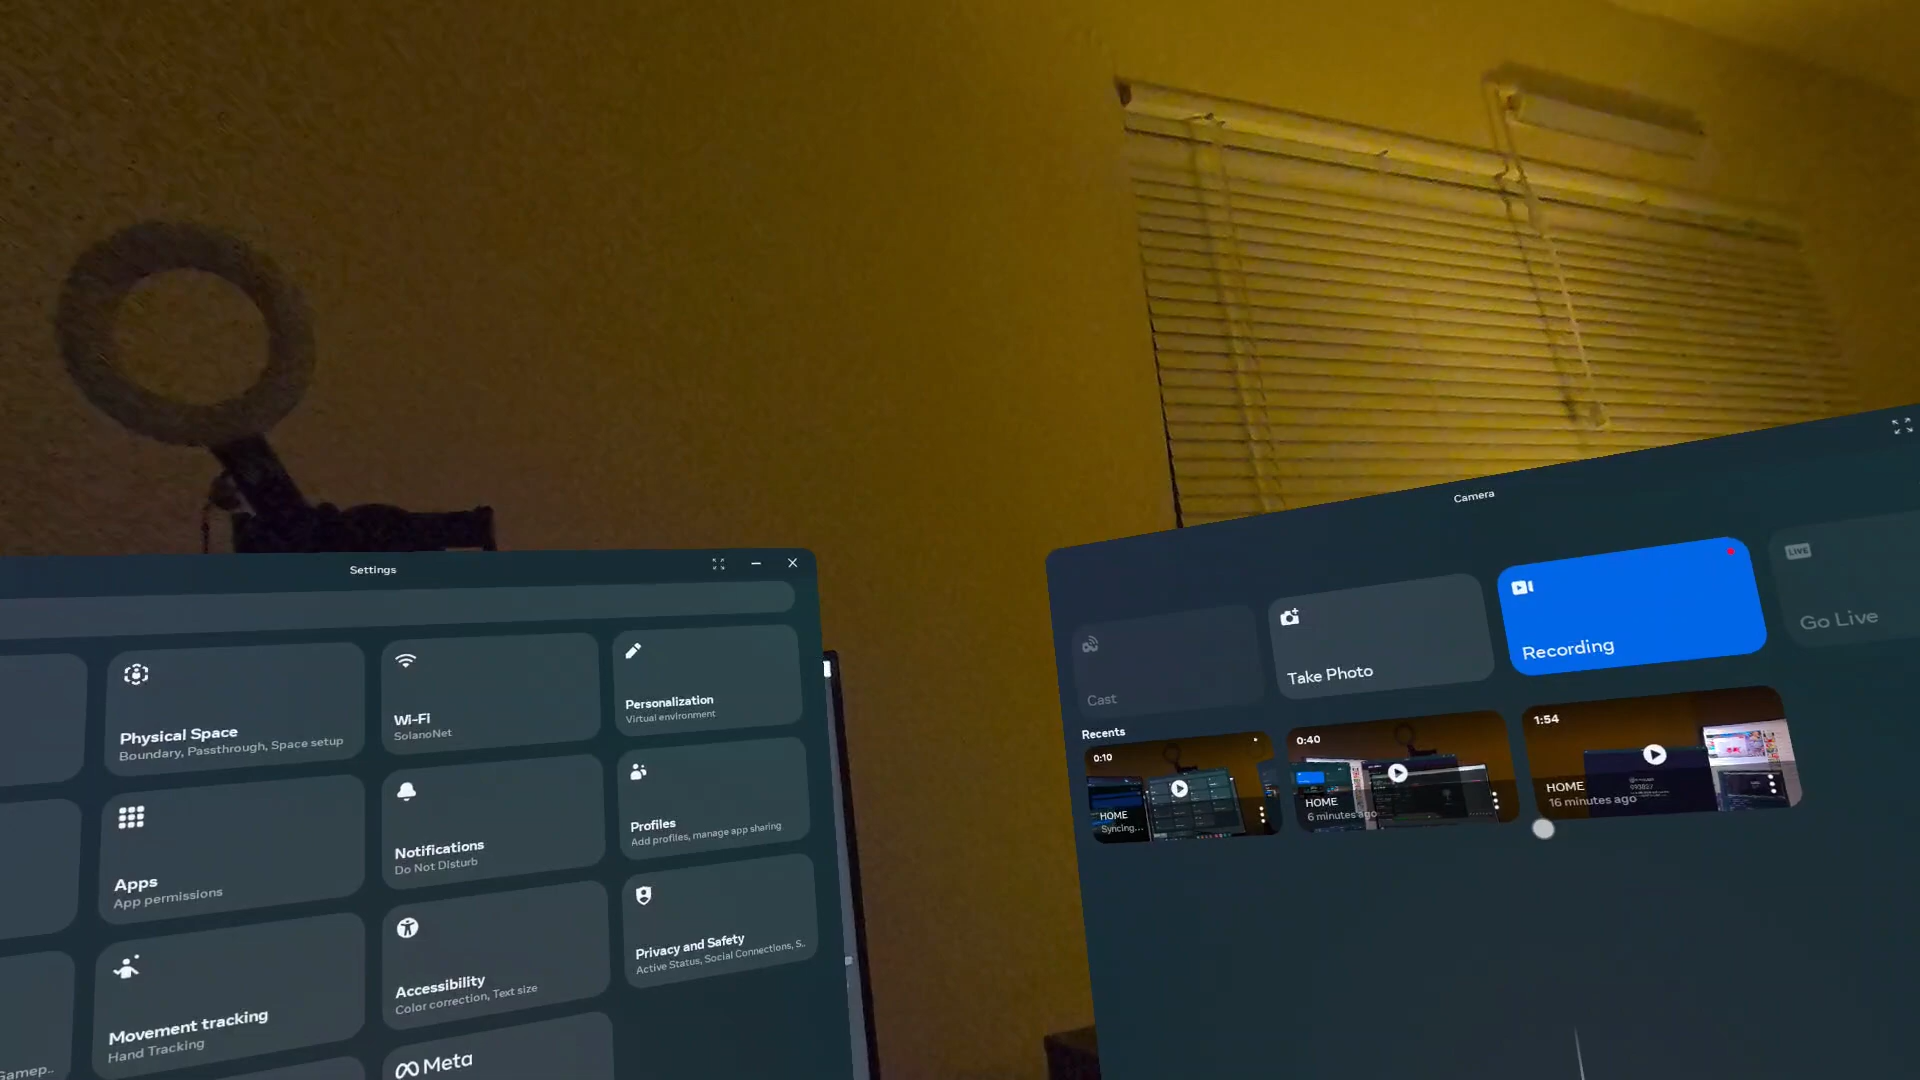 Settings
Physical Space
Boundary, Passthrough, Space setup
Wi-Fi
SolanoNet
Personalization
Virtual environment
Apps
App permissions
Notifications
Do Not Disturb
Profiles
Add profiles, manage app sharing
Movement tracking
Hand Tracking
Accessibility
Color correction, Text size
Privacy and Safety
Active Status, Social Connections, S..
Gamep..
Meta
Camera
Cast
Take Photo
Recording
LIVE
Go Live
Recents
0:10
HOME
Syncing...
0:40
HOME
6 minutes ago
1:54
HOME
16 minutes ago